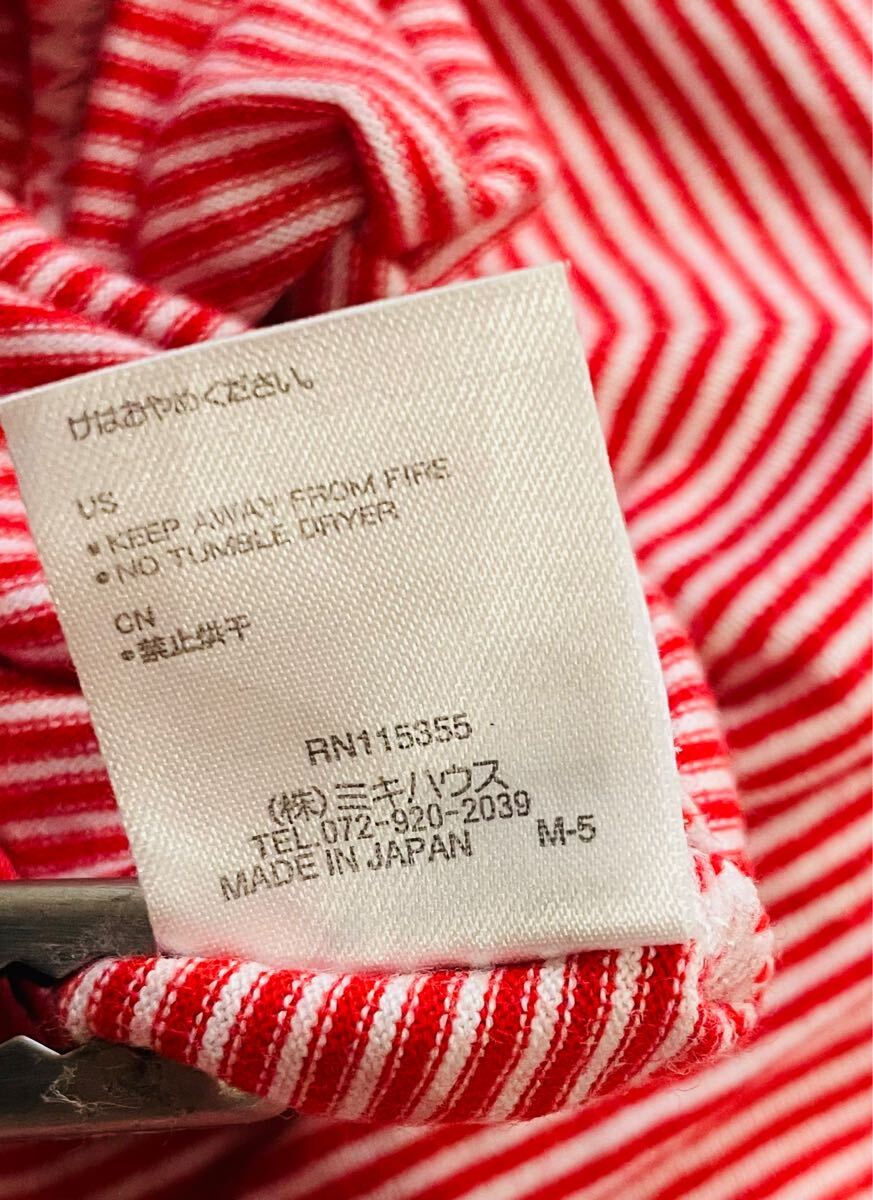 けはおやめください。
US
• KEEP AWAY FROM FIRE
• NO TUMBLE DRYER
CN
• 禁止烘干
RN115355
(株)ミキハウス
TEL.072-920-2039
MADE IN JAPAN M-5